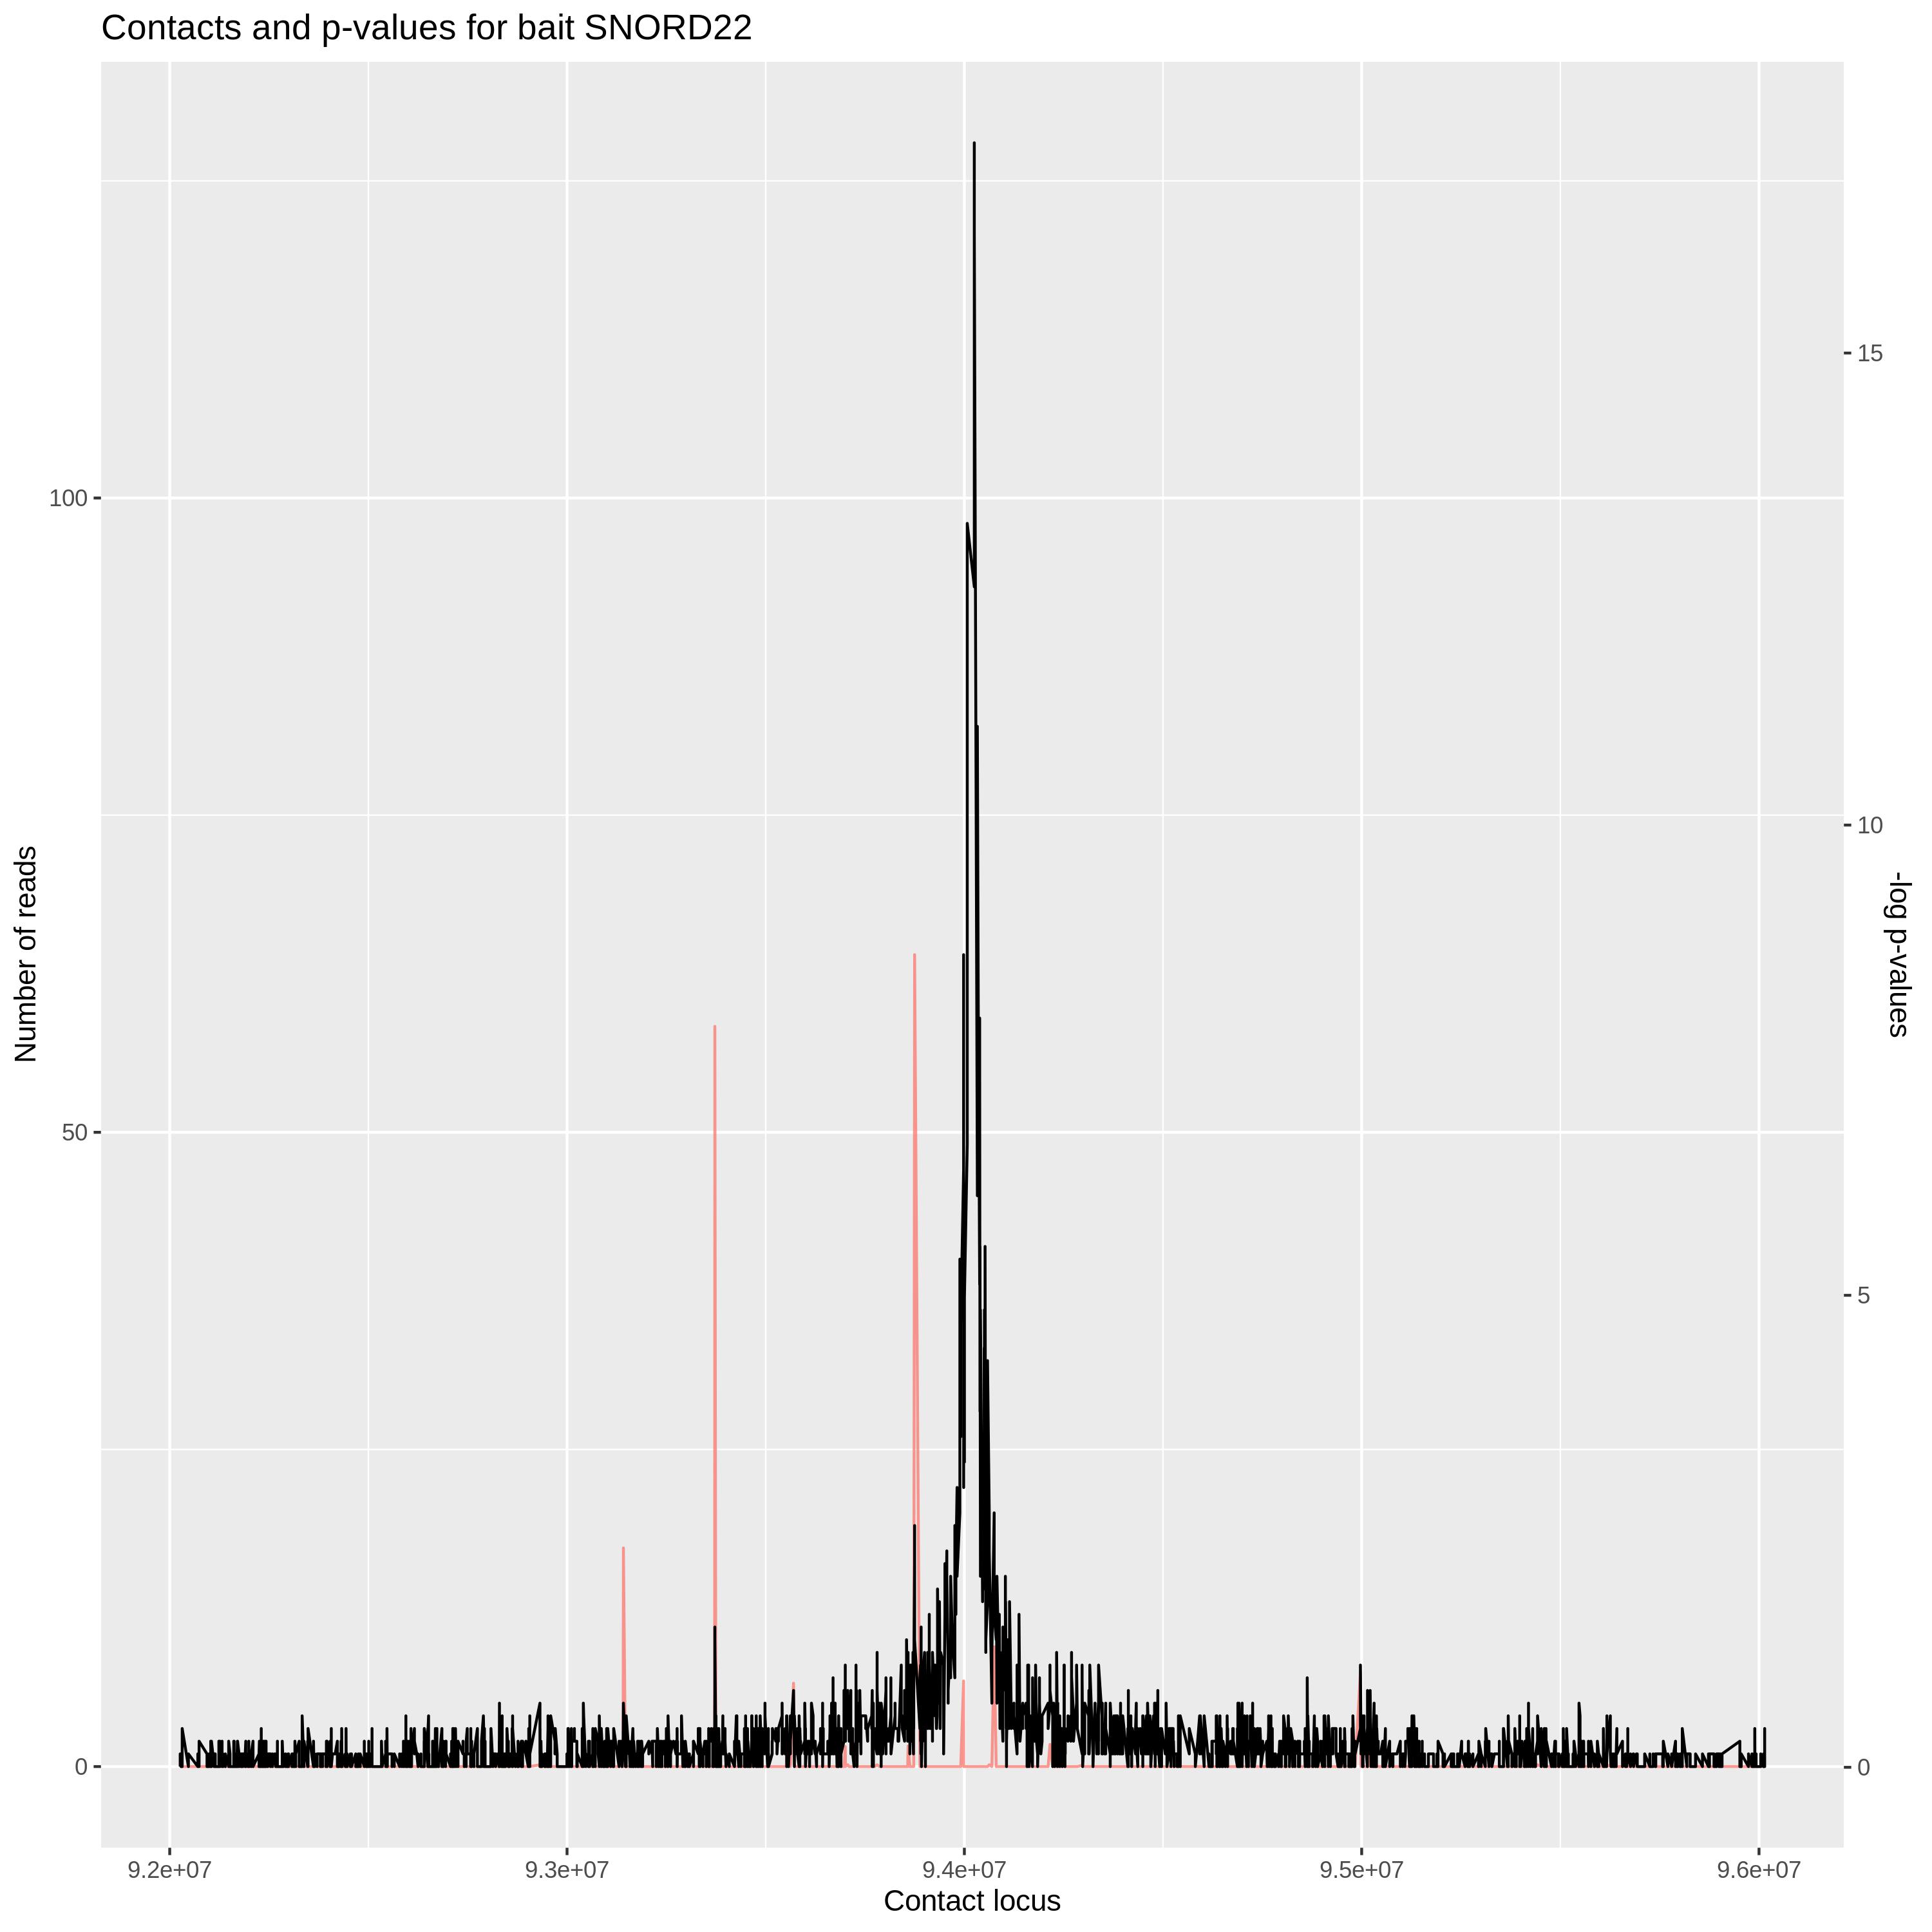 Contacts and p-values for bait SNORD22
Number of reads
100
50
0
15
10
5
0
-log p-values
9.2e+07
9.3e+07
9.4e+07
9.5e+07
9.6e+07
Contact locus